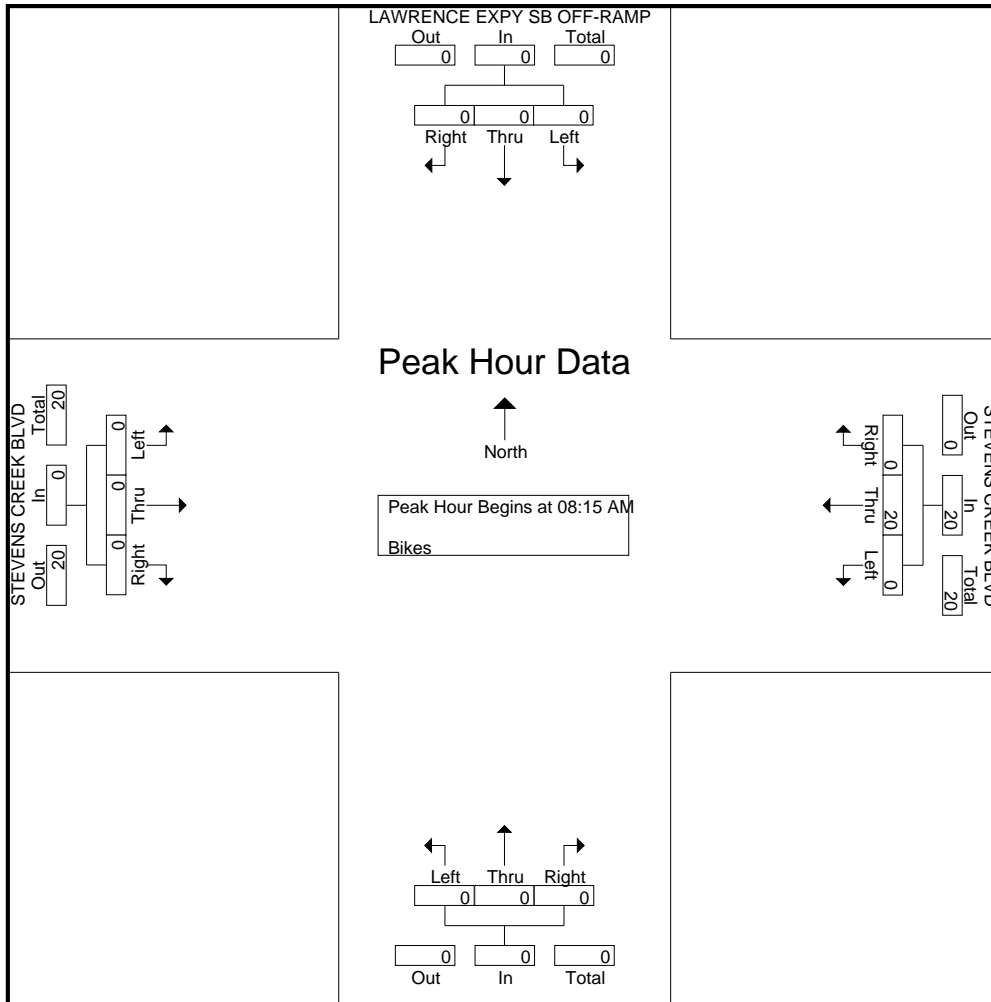 LAWRENCE EXPY SB OFF-RAMP
Out In Total
0 0 0
0 0 0
Right Thru Left
Peak Hour Data
North
Peak Hour Begins at 08:15 AM
Bikes
STEVENS CREEK BLVD
Out In Total
20 0 20
0 0 0
Right Thru Left
STEVENS CREEK BLVD
Out In Total
0 20 20
0 20 0
Right Thru Left
Left Thru Right
0 0 0
0 0 0
Out In Total